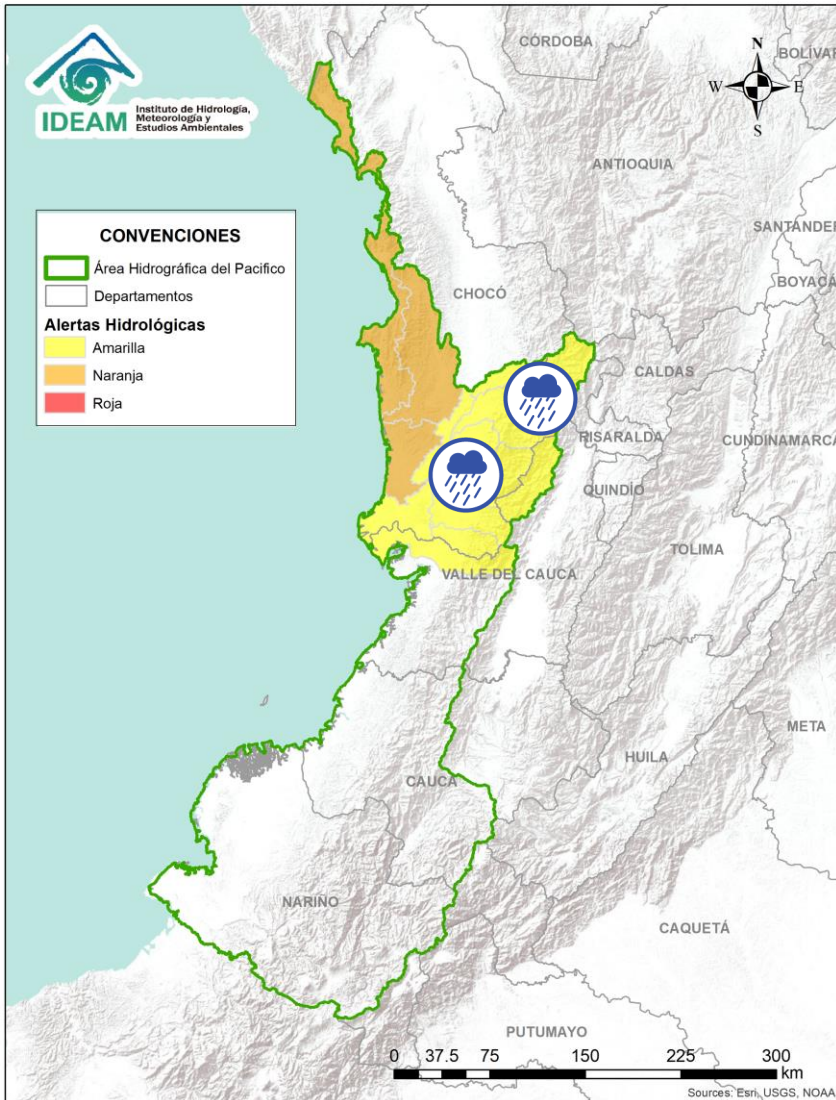 IDEAM
Instituto de Hidrología,
Meteorología y
Estudios Ambientales
N
W
E
S
CONVENCIONES
Área Hidrográfica del Pacifico
Departamentos
Alertas Hidrológicas
Amarilla
Naranja
Roja
CÓRDOBA
BOLÍVAR
ANTIOQUIA
SANTANDER
BOYACÁ
CHOCÓ
CALDAS
RISARALDA
CUNDINAMARCA
QUINDÍO
TOLIMA
VALLE DEL CAUCA
META
HUILA
CAUCA
NARIÑO
CAQUETÁ
PUTUMAYO
0 37.5 75 150 225 300
km
Sources: Esri, USGS, NOAA